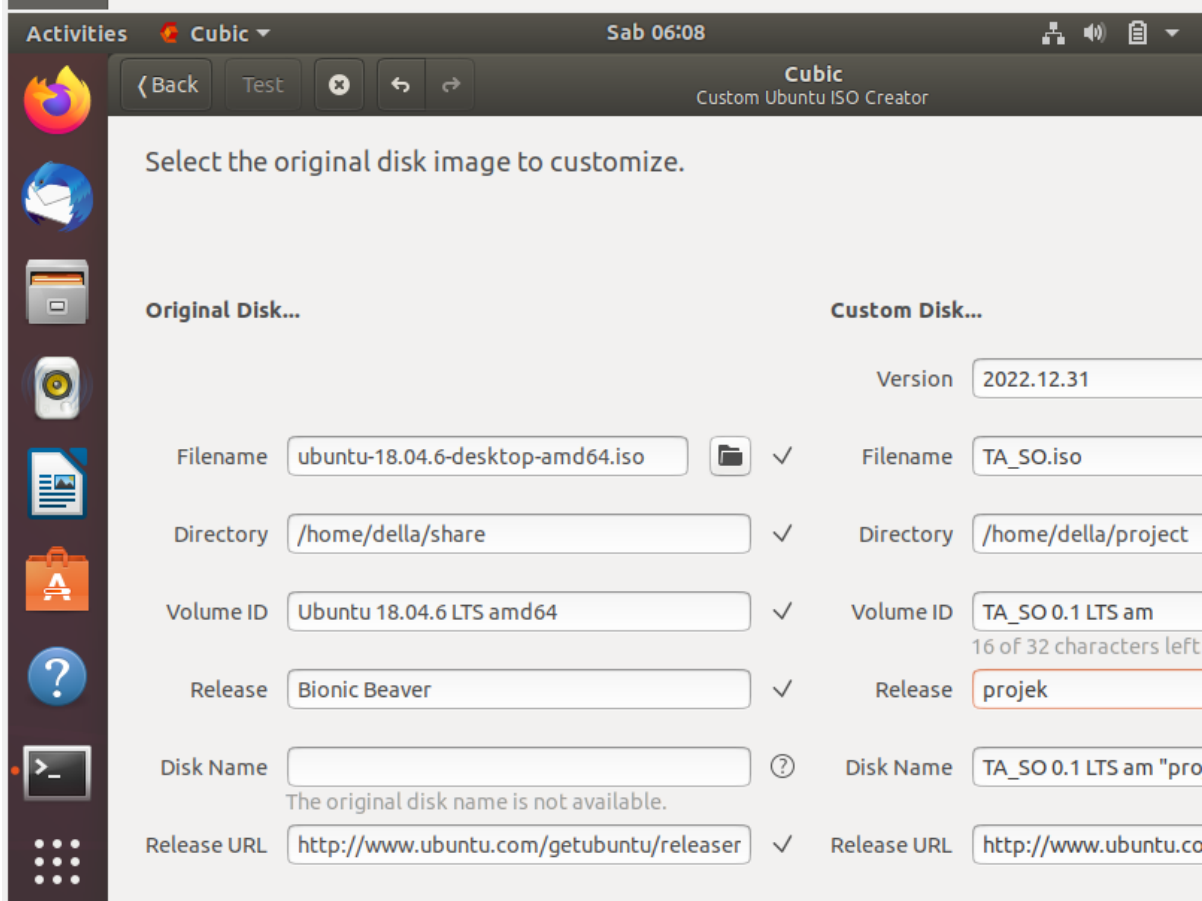 Activities Cubic Sab 06:08
Back Test Cubic
Custom Ubuntu ISO Creator
Select the original disk image to customize.
Original Disk... Custom Disk...
Version 2022.12.31
Filename ubuntu-18.04.6-desktop-amd64.iso Filename TA_SO.iso
Directory /home/della/share Directory /home/della/project
Volume ID Ubuntu 18.04.6 LTS amd64 Volume ID TA_SO 0.1 LTS am
16 of 32 characters left
Release Bionic Beaver Release projek
Disk Name Disk Name TA_SO 0.1 LTS am "pro
The original disk name is not available.
Release URL http://www.ubuntu.com/getubuntu/releaser Release URL http://www.ubuntu.co